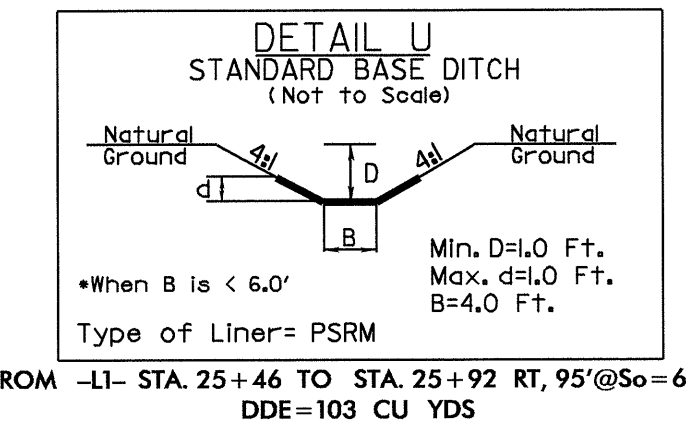 DETAIL U
STANDARD BASE DITCH
(Not to Scale)
Natural
Ground
4:1
D
4:1
Natural
Ground
d
B
Min. D=1.0 Ft.
Max. d=1.0 Ft.
B=4.0 Ft.
*When B is < 6.0'
Type of Liner= PSRM
ROM -L1- STA. 25+46 TO STA. 25+92 RT, 95'@So=6
DDE=103 CU YDS